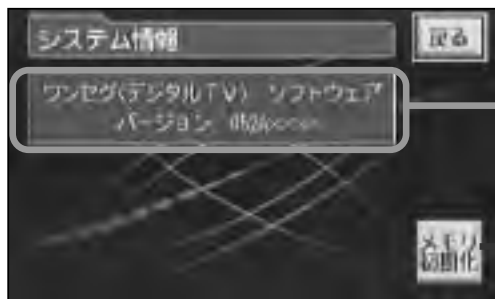 システム情報
戻る
ワンセグ(デジタルTV) ソフトウェア
バージョン
メモリ
初期化